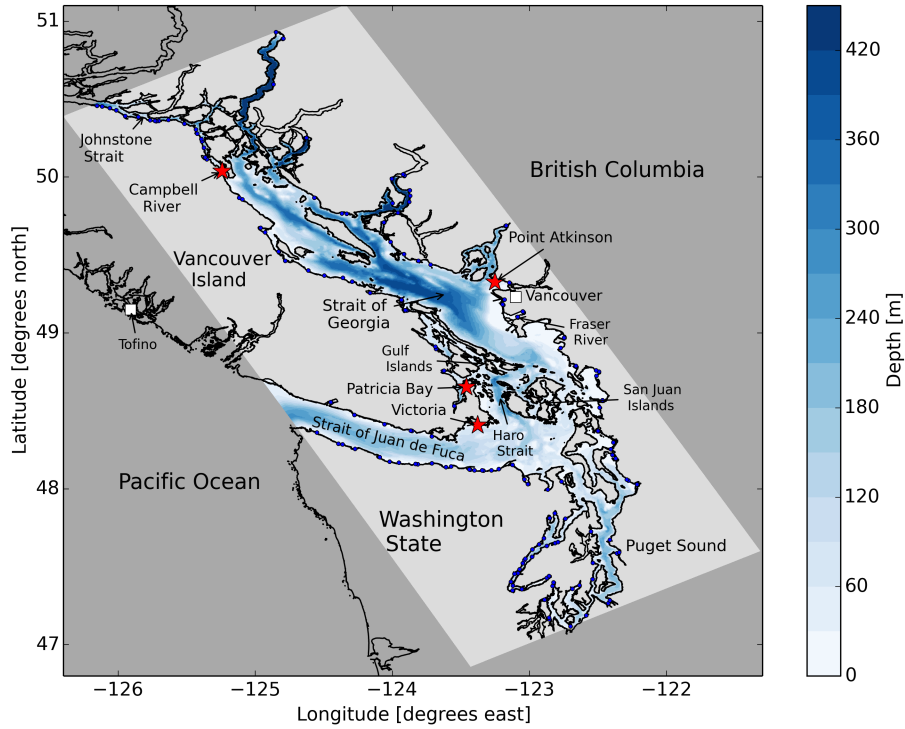 51
50
49
48
47
Latitude [degrees north]
British Columbia
Johnstone
Strait
Campbell
River
Point Atkinson
Vancouver
Island
Vancouver
Strait of
Georgia
Fraser
River
Tofino
Gulf
Islands
Patricia Bay
San Juan
Islands
Victoria
Haro
Strait
Strait of Juan de Fuca
Pacific Ocean
Washington
State
Puget Sound
−126
−125
−124
−123
−122
Longitude [degrees east]
420
360
300
240
180
120
60
0
Depth [m]